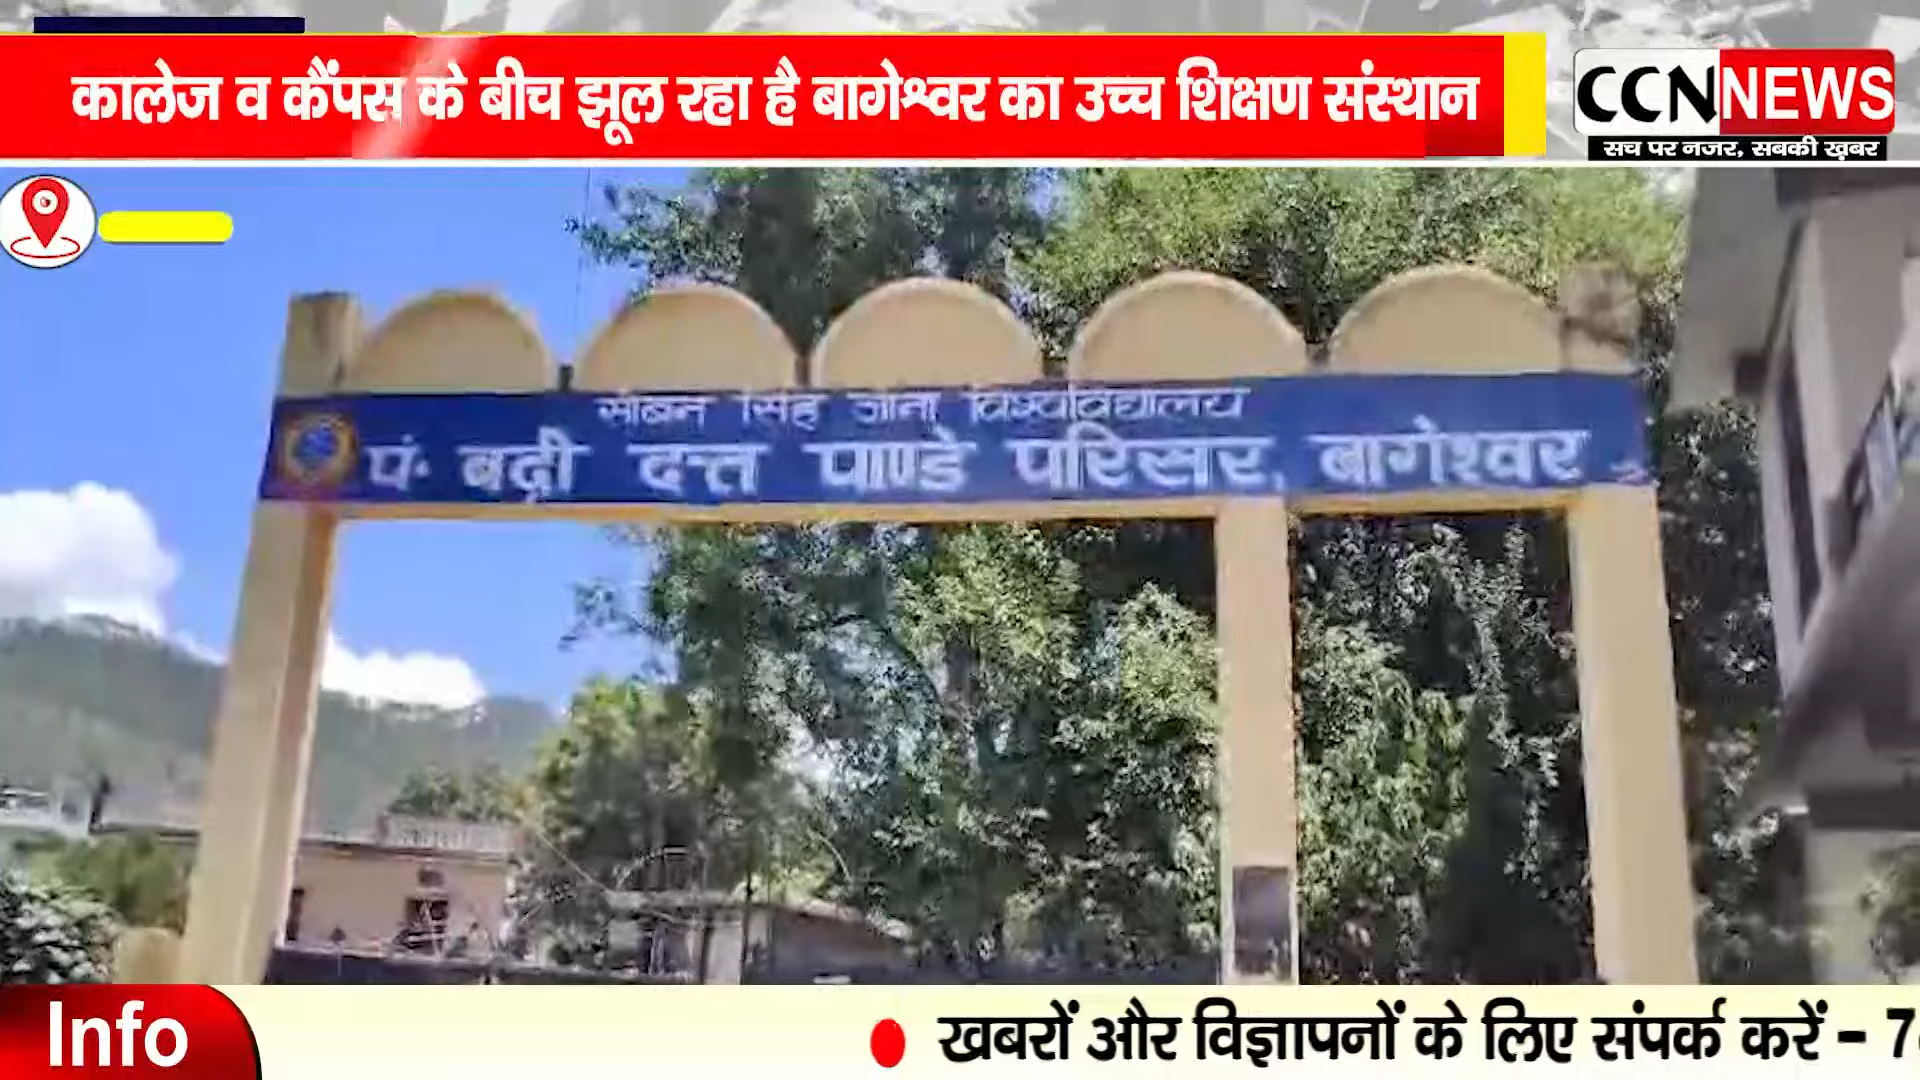 कालेज व कैंपस के बीच झूल रहा है बागेश्वर का उच्च शिक्षण संस्थान
CCN NEWS
सच पर नजर, सबकी ख़बर
सोबन सिंह जीना विश्वविद्यालय
पं. बद्री दत्त पाण्डे परिसर, बागेश्वर
Info
खबरों और विज्ञापनों के लिए संपर्क करें - 7